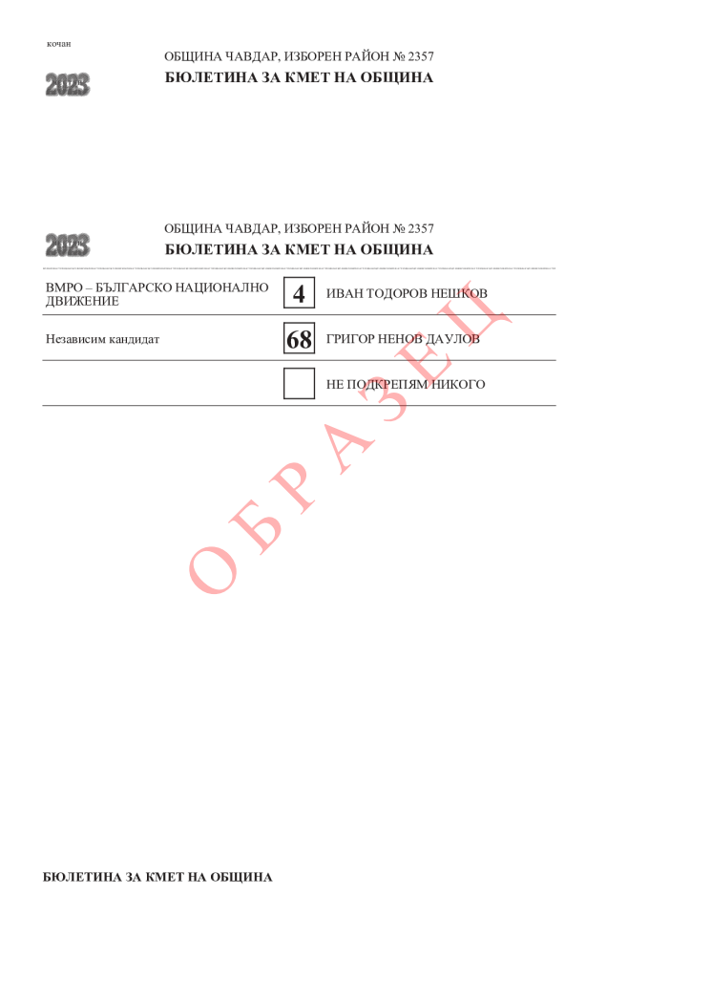 кочан
ОБЩИНА ЧАВДАР, ИЗБОРЕН РАЙОН № 2357
2023
БЮЛЕТИНА ЗА КМЕТ НА ОБЩИНА
ОБЩИНА ЧАВДАР, ИЗБОРЕН РАЙОН № 2357
2023
БЮЛЕТИНА ЗА КМЕТ НА ОБЩИНА
ВМРО – БЪЛГАРСКО НАЦИОНАЛНО
ДВИЖЕНИЕ
4
ИВАН ТОДОРОВ НЕШКОВ
Независим кандидат
68
ГРИГОР НЕНОВ ДАУЛОВ
НЕ ПОДКРЕПЯМ НИКОГО
ОБРАЗЕЦ
БЮЛЕТИНА ЗА КМЕТ НА ОБЩИНА